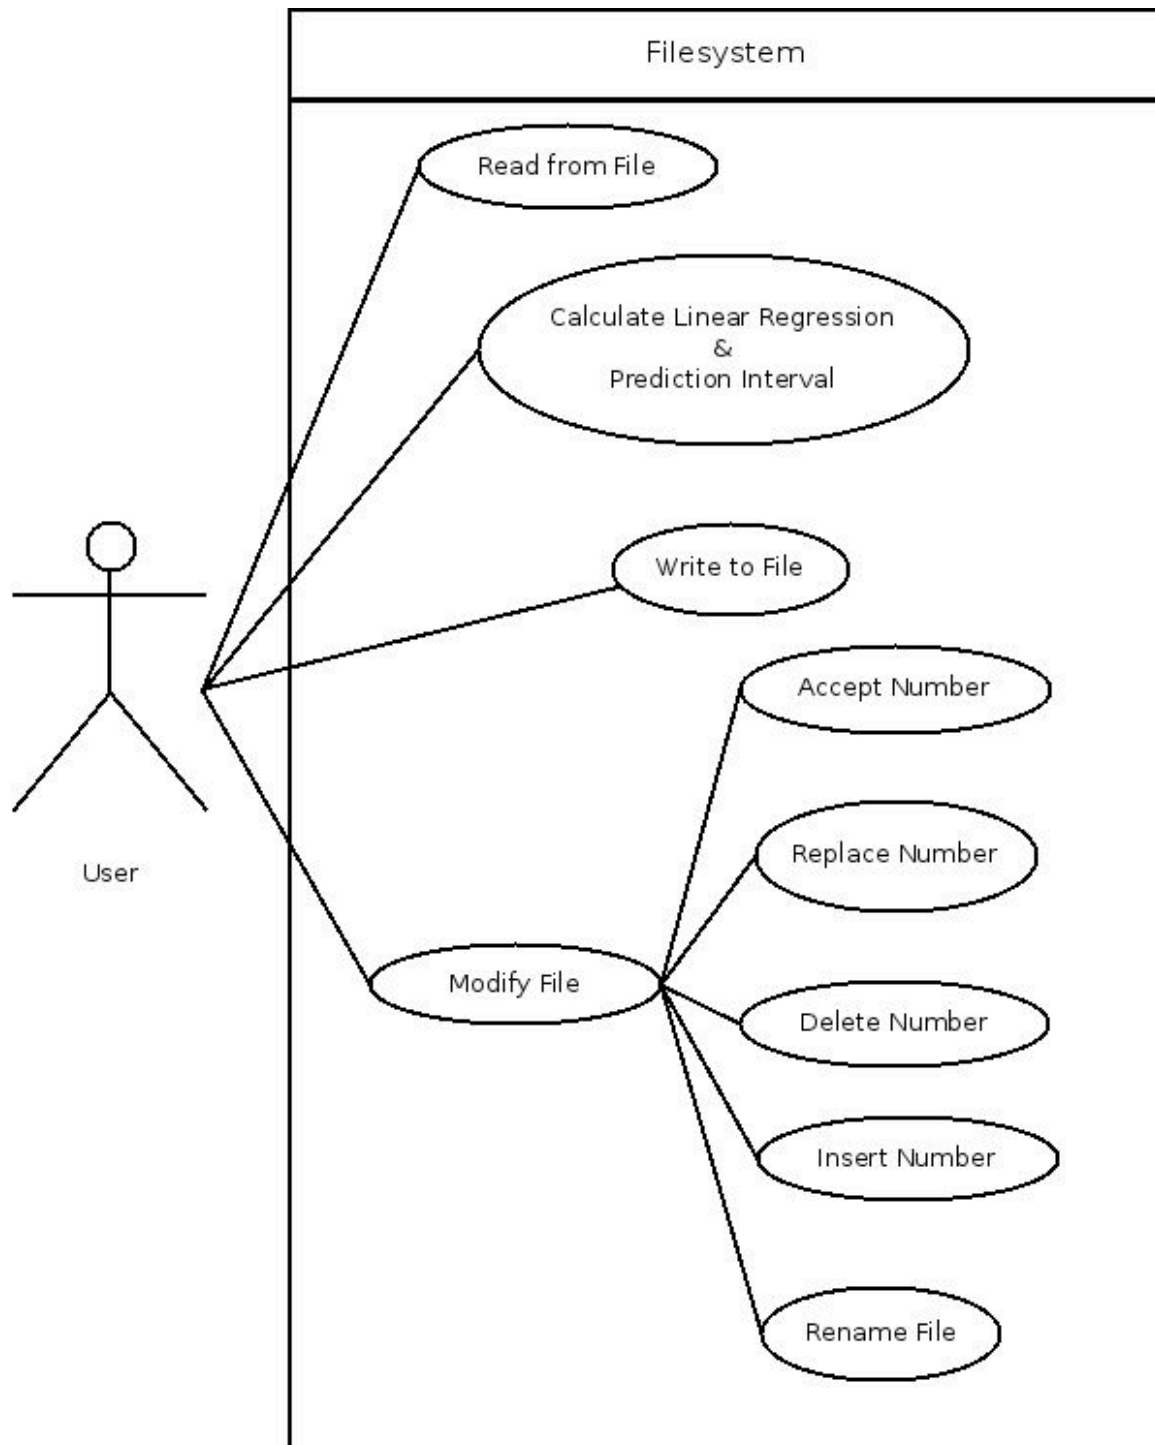 Filesystem
Read from File
Calculate Linear Regression
&
Prediction Interval
Write to File
Accept Number
Replace Number
User
Modify File
Delete Number
Insert Number
Rename File